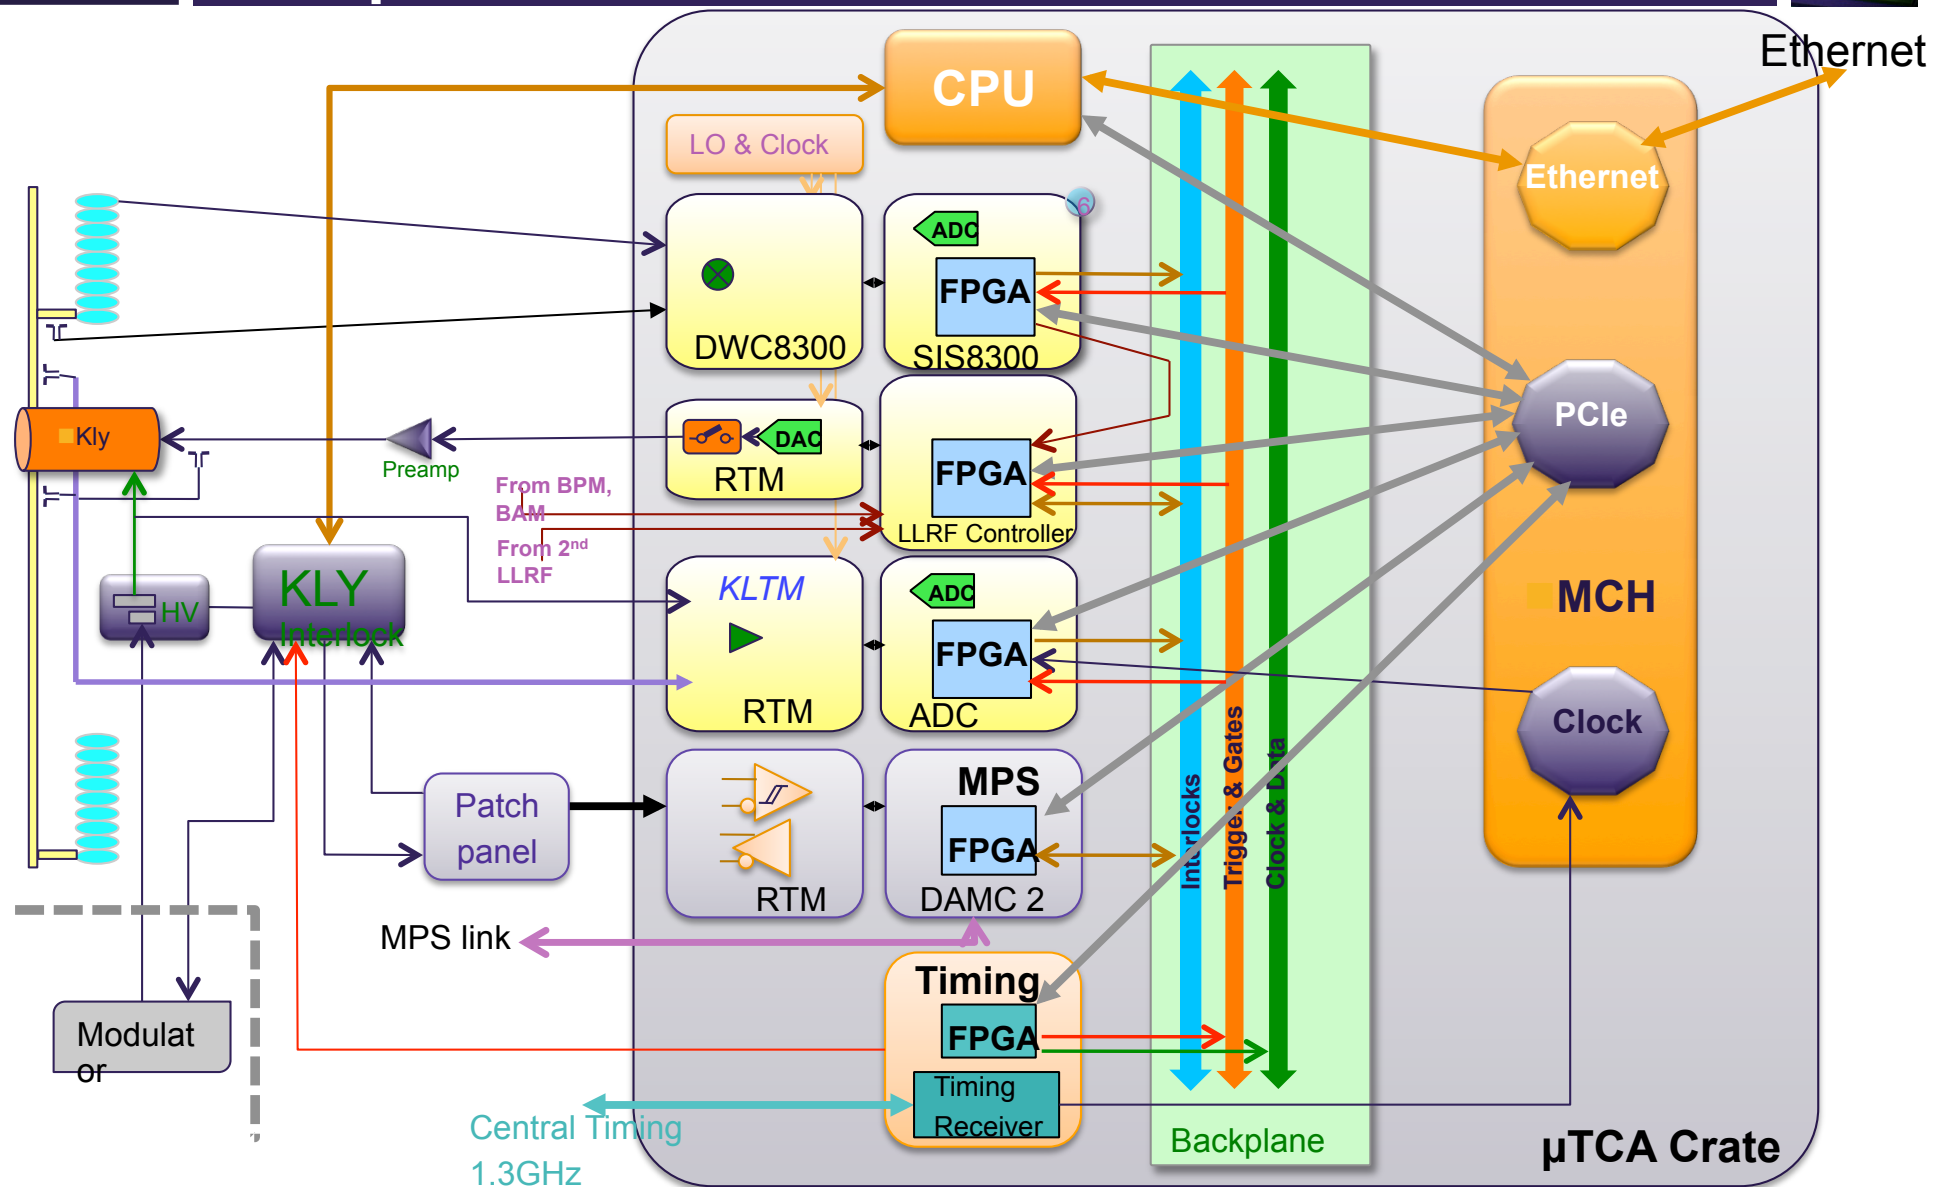 Ethernet
CPU
LO & Clock
Ethernet
6
ADC
FPGA
DWC8300
SIS8300
PCIe
Kly
DAC
Preamp
RTM
FPGA
From BPM,
BAM
LLRF Controller
From 2nd
LLRF
KLTM
ADC
KLY
Interlock
HV
FPGA
MCH
RTM
ADC
Clock
MPS
Patch
panel
FPGA
RTM
DAMC 2
Interlocks
Trigger & Gates
Clock & Data
MPS link
Timing
FPGA
Modulat
or
Timing
Receiver
Central Timing
1.3GHz
Backplane
µTCA Crate